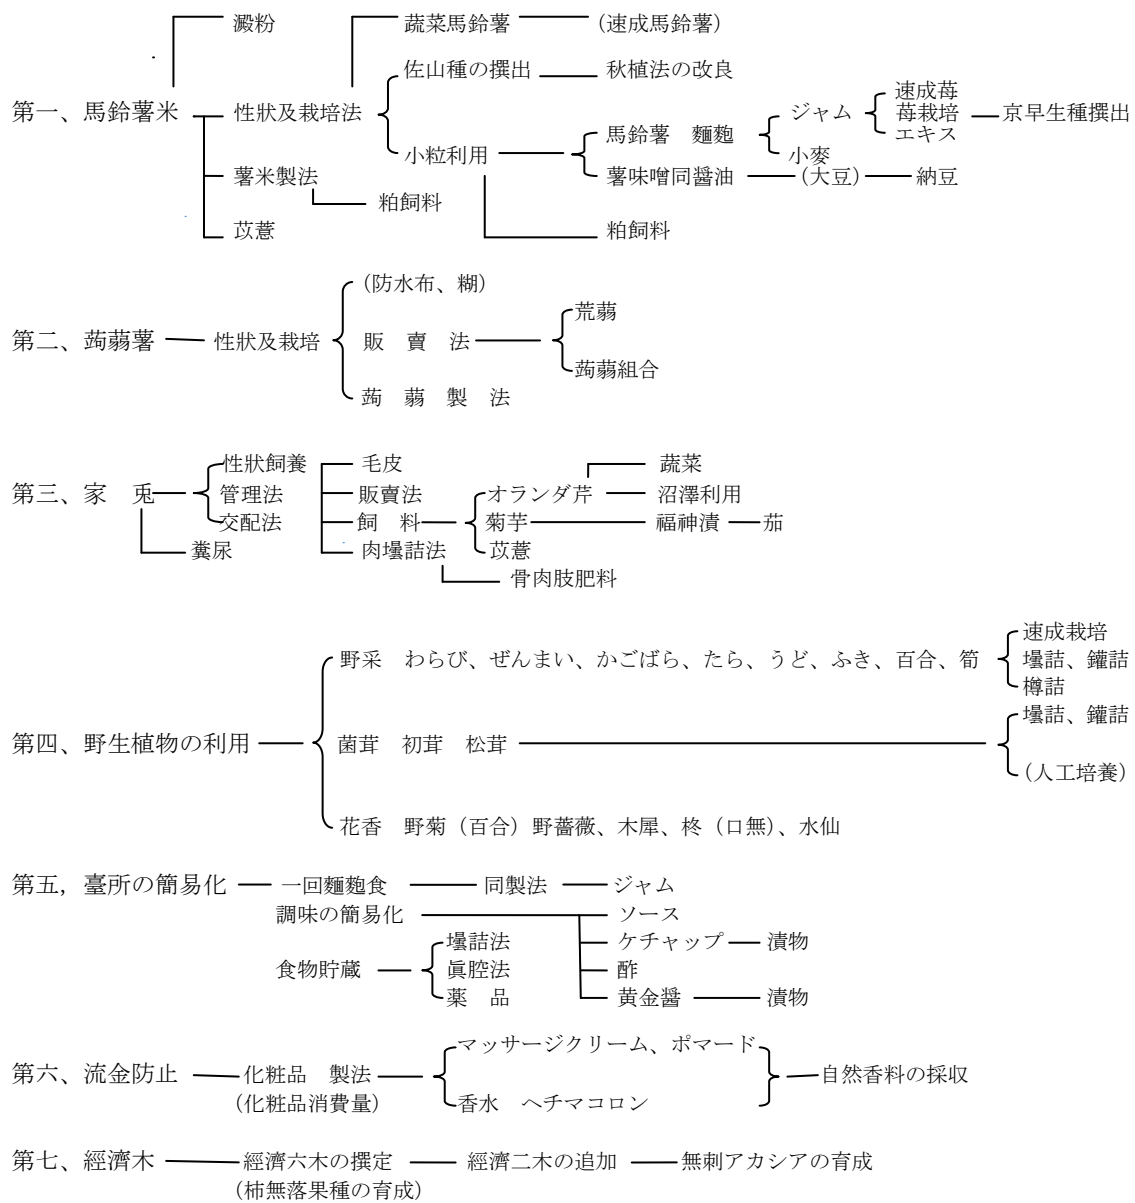 澱粉　蔬菜馬鈴薯　(速成馬鈴薯)
佐山種の撰出　秋植法の改良
速成苺
第一、馬鈴薯米　性狀及栽培法　ジャム　苺栽培　京早生種撰出
馬鈴薯　麵麭　エキス
小粒利用　小麥
薯米製法　薯味噌同醤油　(大豆)　納豆
粕飼料
苡薏　粕飼料
(防水布、糊)
荒蒻
第二、蒟蒻薯　性狀及栽培　販　賣　法
蒟蒻組合
蒟　蒻　製　法
性狀飼養　毛皮　蔬菜
第三、家　兎　管理法　販賣法　オランダ芹　沼澤利用
交配法　飼　料　菊芋　福神漬　茄
糞尿　肉壜詰法　苡薏
骨肉肢肥料
速成栽培
野采　わらび、ぜんまい、かごばら、たら、うど、ふき、百合、筍　壜詰、鑵詰
樽詰
壜詰、鑵詰
第四、野生植物の利用　菌茸　初茸　松茸
(人工培養)
花香　野菊（百合）野薔薇、木犀、柊（口無）、水仙
第五,　臺所の簡易化　一回麵麭食　同製法　ジャム
調味の簡易化　ソース
壜詰法　ケチャップ　漬物
食物貯蔵　眞腔法　酢
薬　品　黄金醤　漬物
マッサージクリーム、ポマード
第六、流金防止　化粧品　製法　自然香料の採収
(化粧品消費量)　香水　ヘチマコロン
第七、經濟木　經濟六木の撰定　經濟二木の追加　無刺アカシアの育成
(柿無落果種の育成)